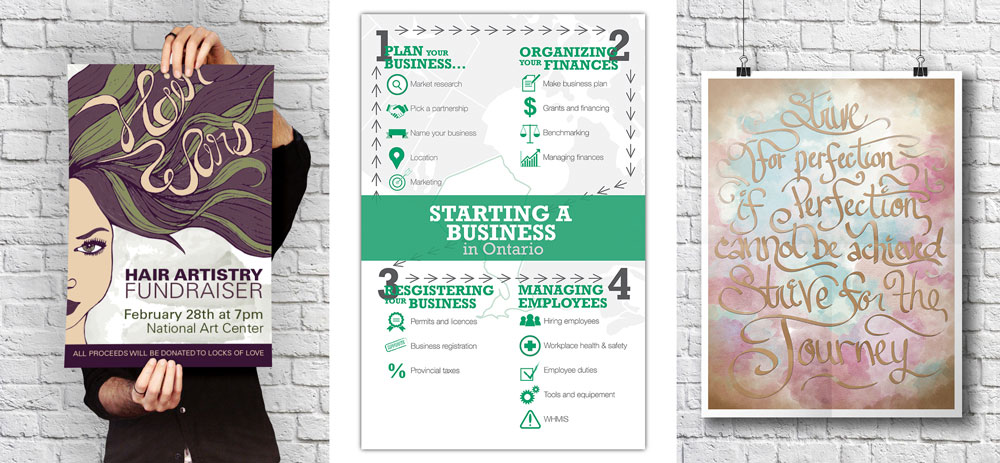 Hair
Wars
HAIR ARTISTRY
FUNDRAISER
February 28th at 7pm
National Art Center
ALL PROCEEDS WILL BE DONATED TO LOCKS OF LOVE
1
PLAN YOUR
BUSINESS...
Market research
Pick a partnership
Name your business
Location
Marketing
2
ORGANIZING
YOUR FINANCES
Make business plan
$
Grants and financing
Benchmarking
Managing finances
STARTING A
BUSINESS
in Ontario
3
RESGISTERING
YOUR BUSINESS
Permits and licences
Business registration
%
Provincial taxes
4
MANAGING
EMPLOYEES
Hiring employees
Workplace health & safety
Employee duties
Tools and equipement
WHMIS
Strive
for perfection
if Perfection
cannot be achieved
Strive for the
Journey